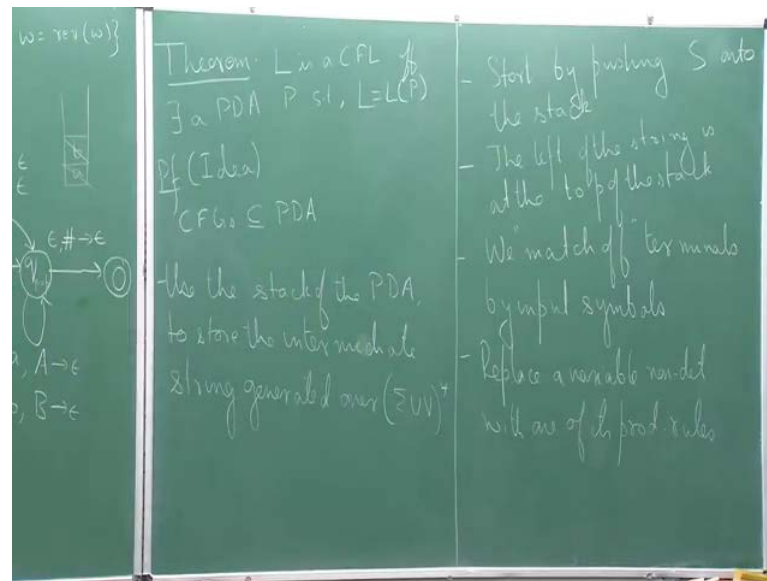 w = rev(w)}
ϵ
ϵ
b
a
ϵ, # → ϵ
a, A → ϵ
b, B → ϵ
Theorem: L is a CFL iff
∃ a PDA P s.t, L = L(P)
Pf (Idea)
CFGs ⊆ PDA
- Use the stack of the PDA,
to store the intermediate
string generated over (Σ∪V)*
- Start by pushing S onto
the stack
- The left of the string is
at the top of the stack
- We "match off" terminals
by input symbols
- Replace a variable non-det
with one of its prod. rules